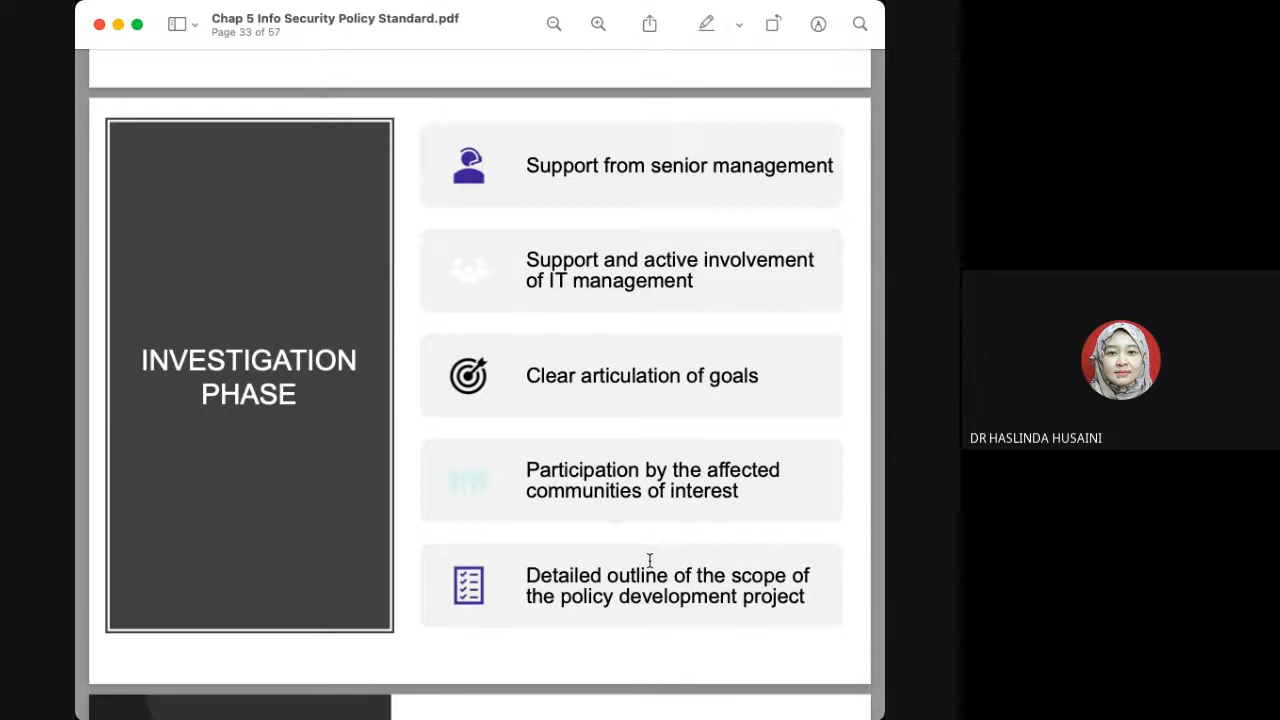 Chap 5 Info Security Policy Standard.pdf
Page 33 of 57
INVESTIGATION
PHASE
Support from senior management
Support and active involvement
of IT management
Clear articulation of goals
Participation by the affected
communities of interest
Detailed outline of the scope of
the policy development project
DR HASLINDA HUSAINI